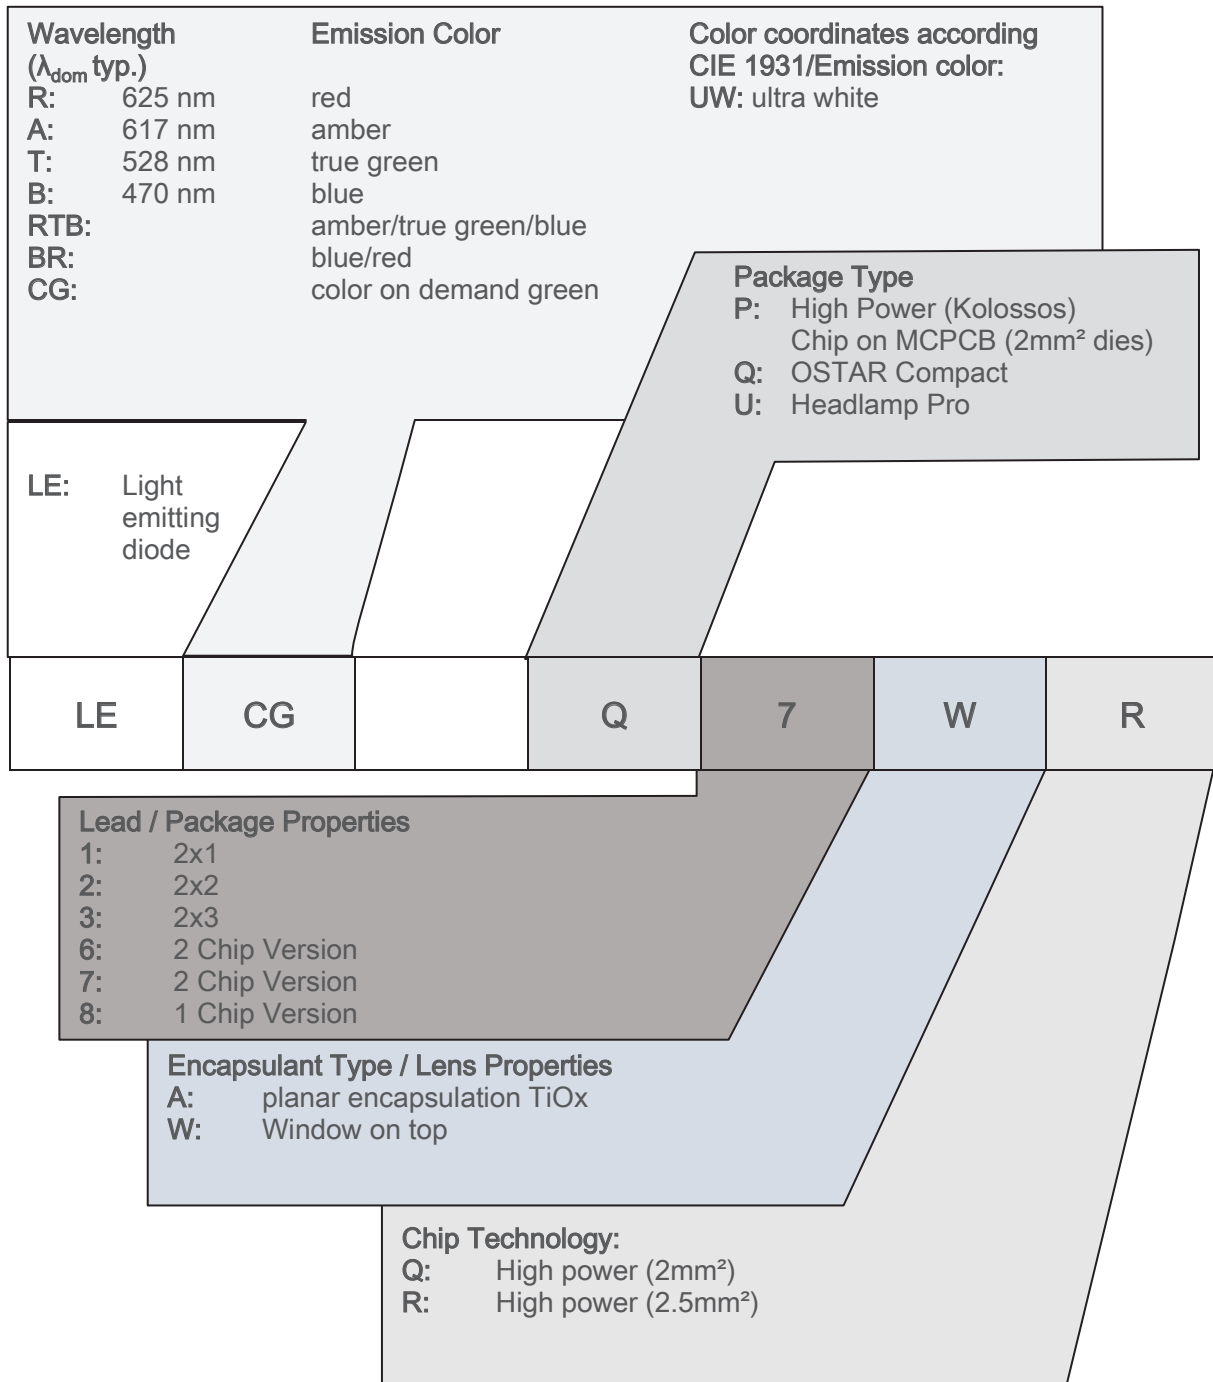 Wavelength Emission Color Color coordinates according
(λdom typ.) CIE 1931/Emission color:
R: 625 nm red UW: ultra white
A: 617 nm amber
T: 528 nm true green
B: 470 nm blue
RTB: amber/true green/blue
BR: blue/red
CG: color on demand green
Package Type
P: High Power (Kolossos)
Chip on MCPCB (2mm² dies)
Q: OSTAR Compact
U: Headlamp Pro
LE: Light
emitting
diode
LE CG Q 7 W R
Lead / Package Properties
1: 2x1
2: 2x2
3: 2x3
6: 2 Chip Version
7: 2 Chip Version
8: 1 Chip Version
Encapsulant Type / Lens Properties
A: planar encapsulation TiOx
W: Window on top
Chip Technology:
Q: High power (2mm²)
R: High power (2.5mm²)